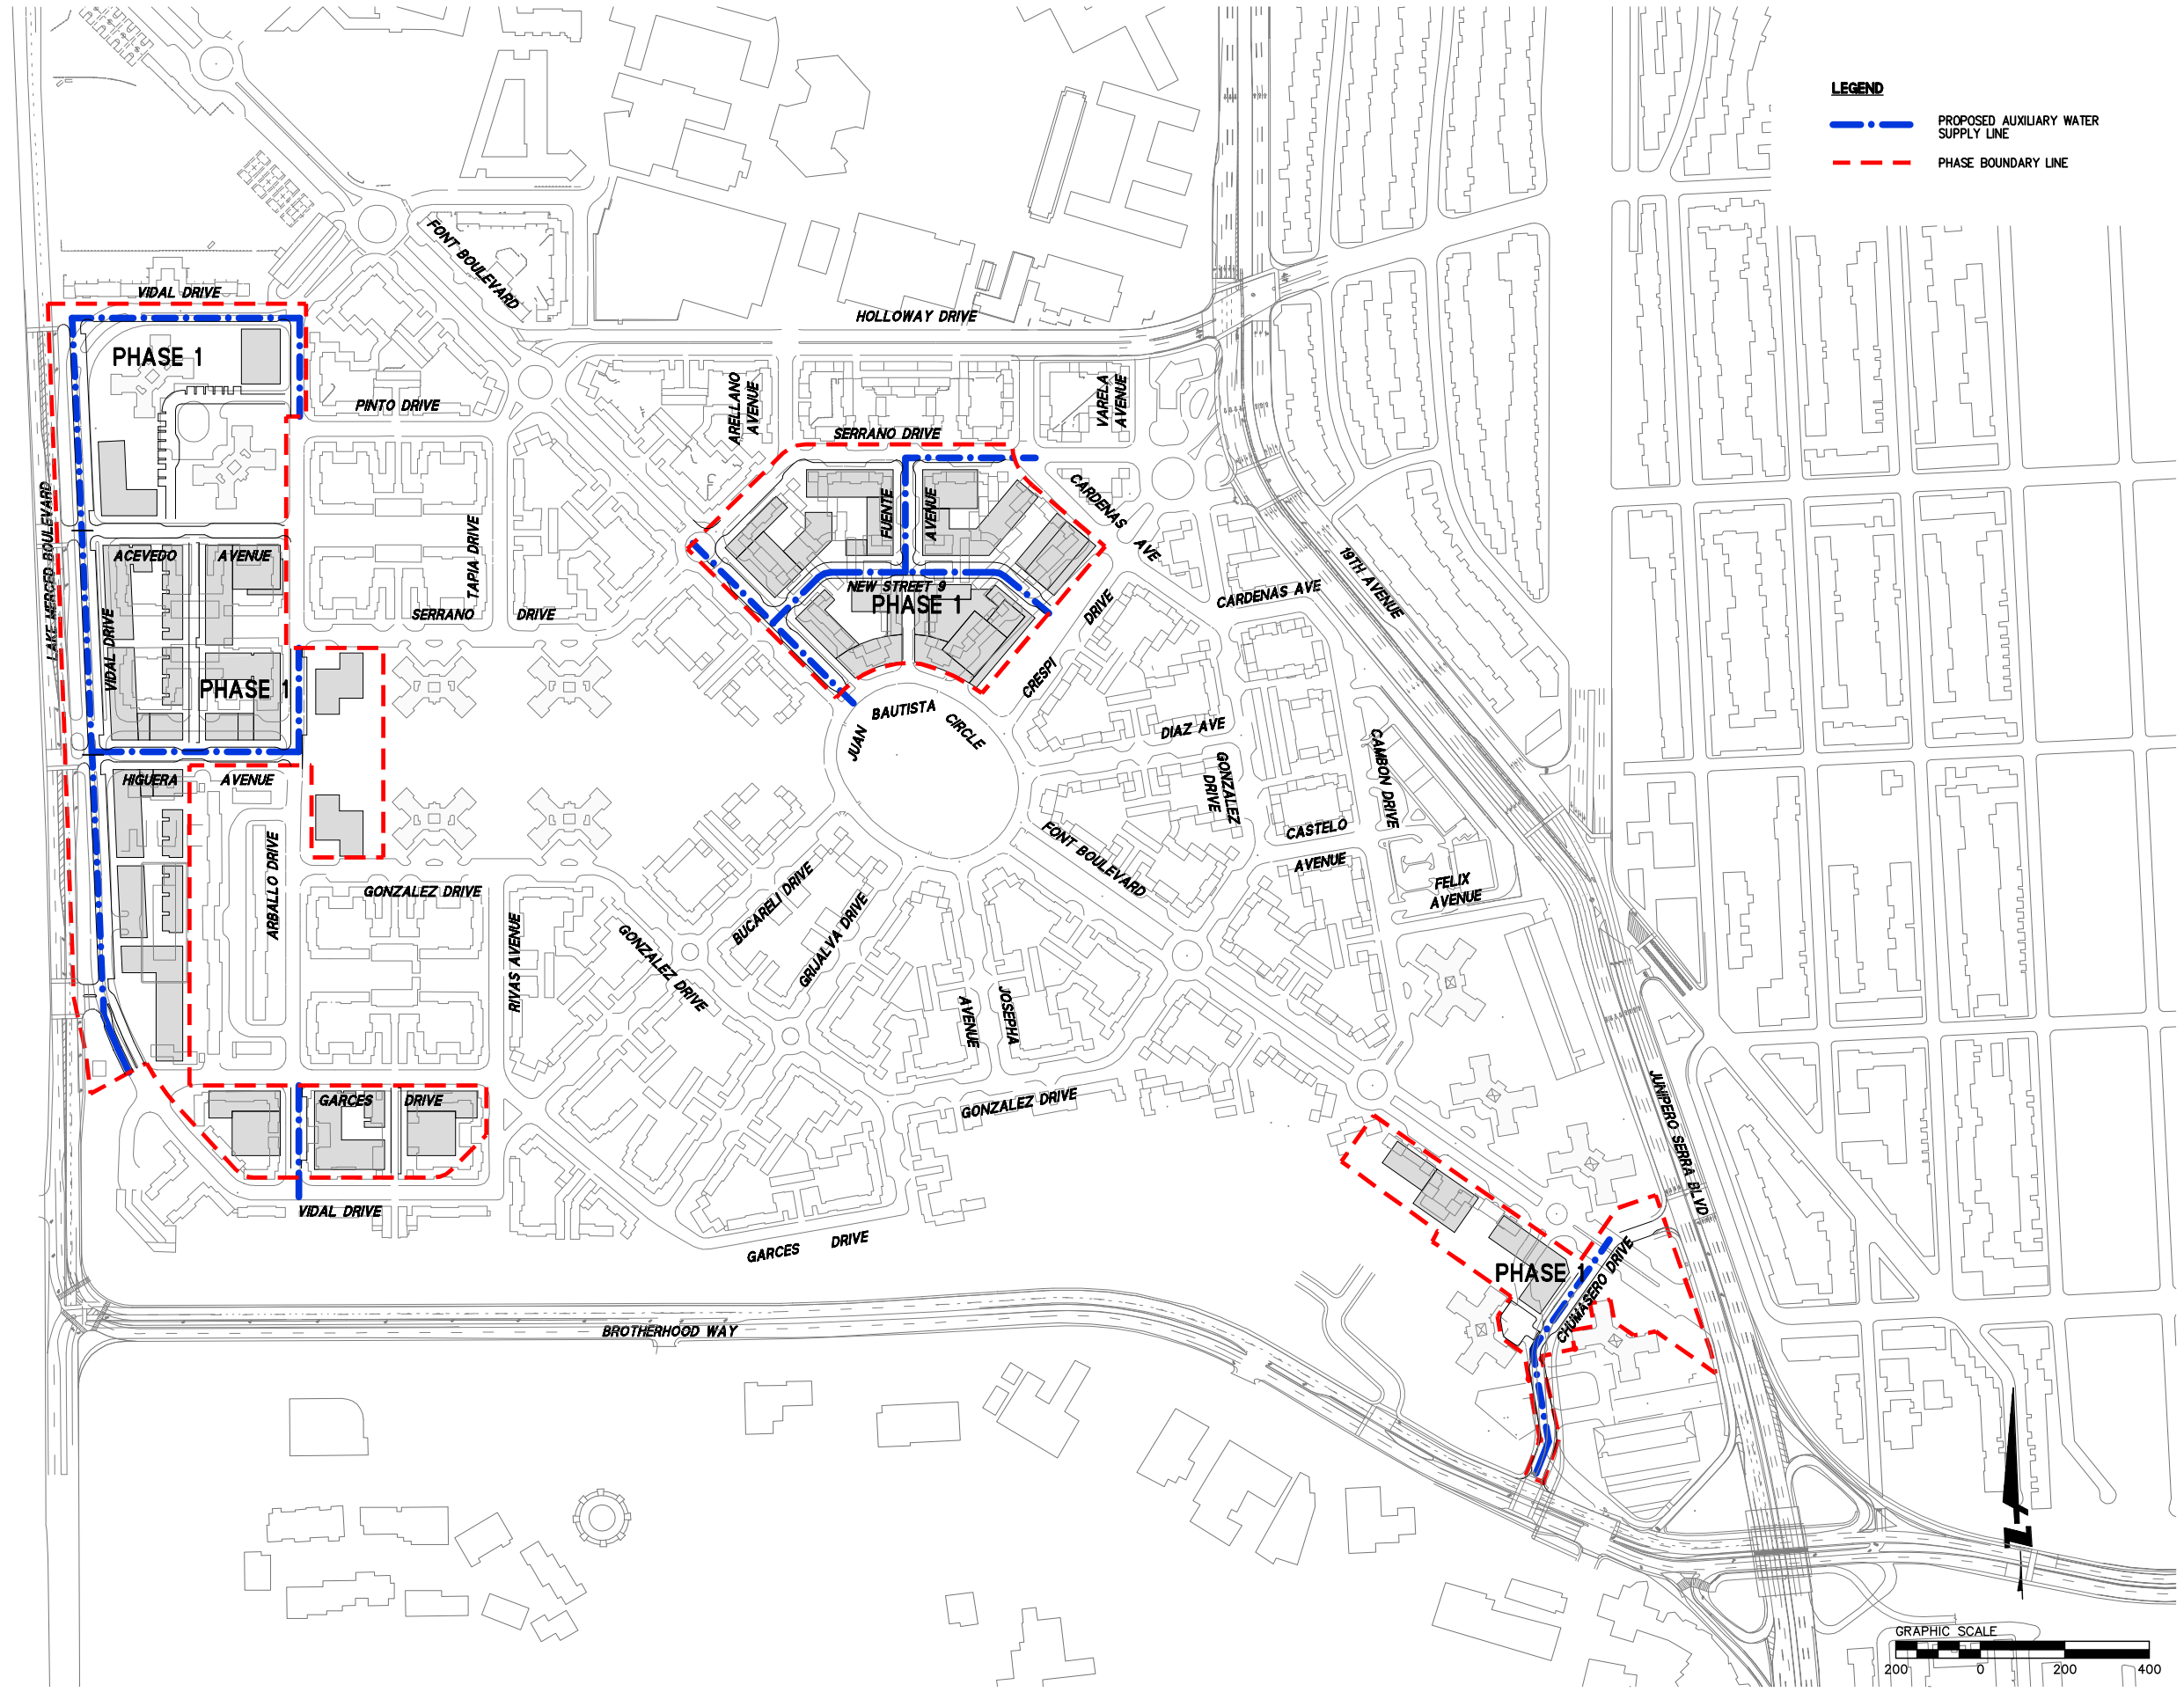 LEGEND
PROPOSED AUXILIARY WATER
SUPPLY LINE
PHASE BOUNDARY LINE
FONT BOULEVARD
VIDAL DRIVE
HOLLOWAY DRIVE
PHASE 1
PINTO DRIVE
ARELLANO
AVENUE
VARELA
AVENUE
SERRANO DRIVE
LAKE MERCED BOULEVARD
TAPIA DRIVE
FUENTE
AVENUE
CARDENAS AVE
19TH AVENUE
ACEVEDO AVENUE
NEW STREET 9
PHASE 1
CARDENAS AVE
SERRANO DRIVE
VIDAL DRIVE
PHASE 1
CRESPI DRIVE
JUAN BAUTISTA CIRCLE
DIAZ AVE
GONZALEZ
DRIVE
CAMBON DRIVE
HIGUERA AVENUE
ARBALLO DRIVE
CASTELO
AVENUE
FONT BOULEVARD
FELIX
AVENUE
GONZALEZ DRIVE
BUCARELI DRIVE
GRIJALVA DRIVE
RIVAS AVENUE
GONZALEZ DRIVE
JOSEPHA
AVENUE
GARCES DRIVE
GONZALEZ DRIVE
JUNIPERO SERRA BLVD
VIDAL DRIVE
GARCES DRIVE
PHASE 1
CHUMASERO DRIVE
BROTHERHOOD WAY
Z
GRAPHIC SCALE
200 0 200 400